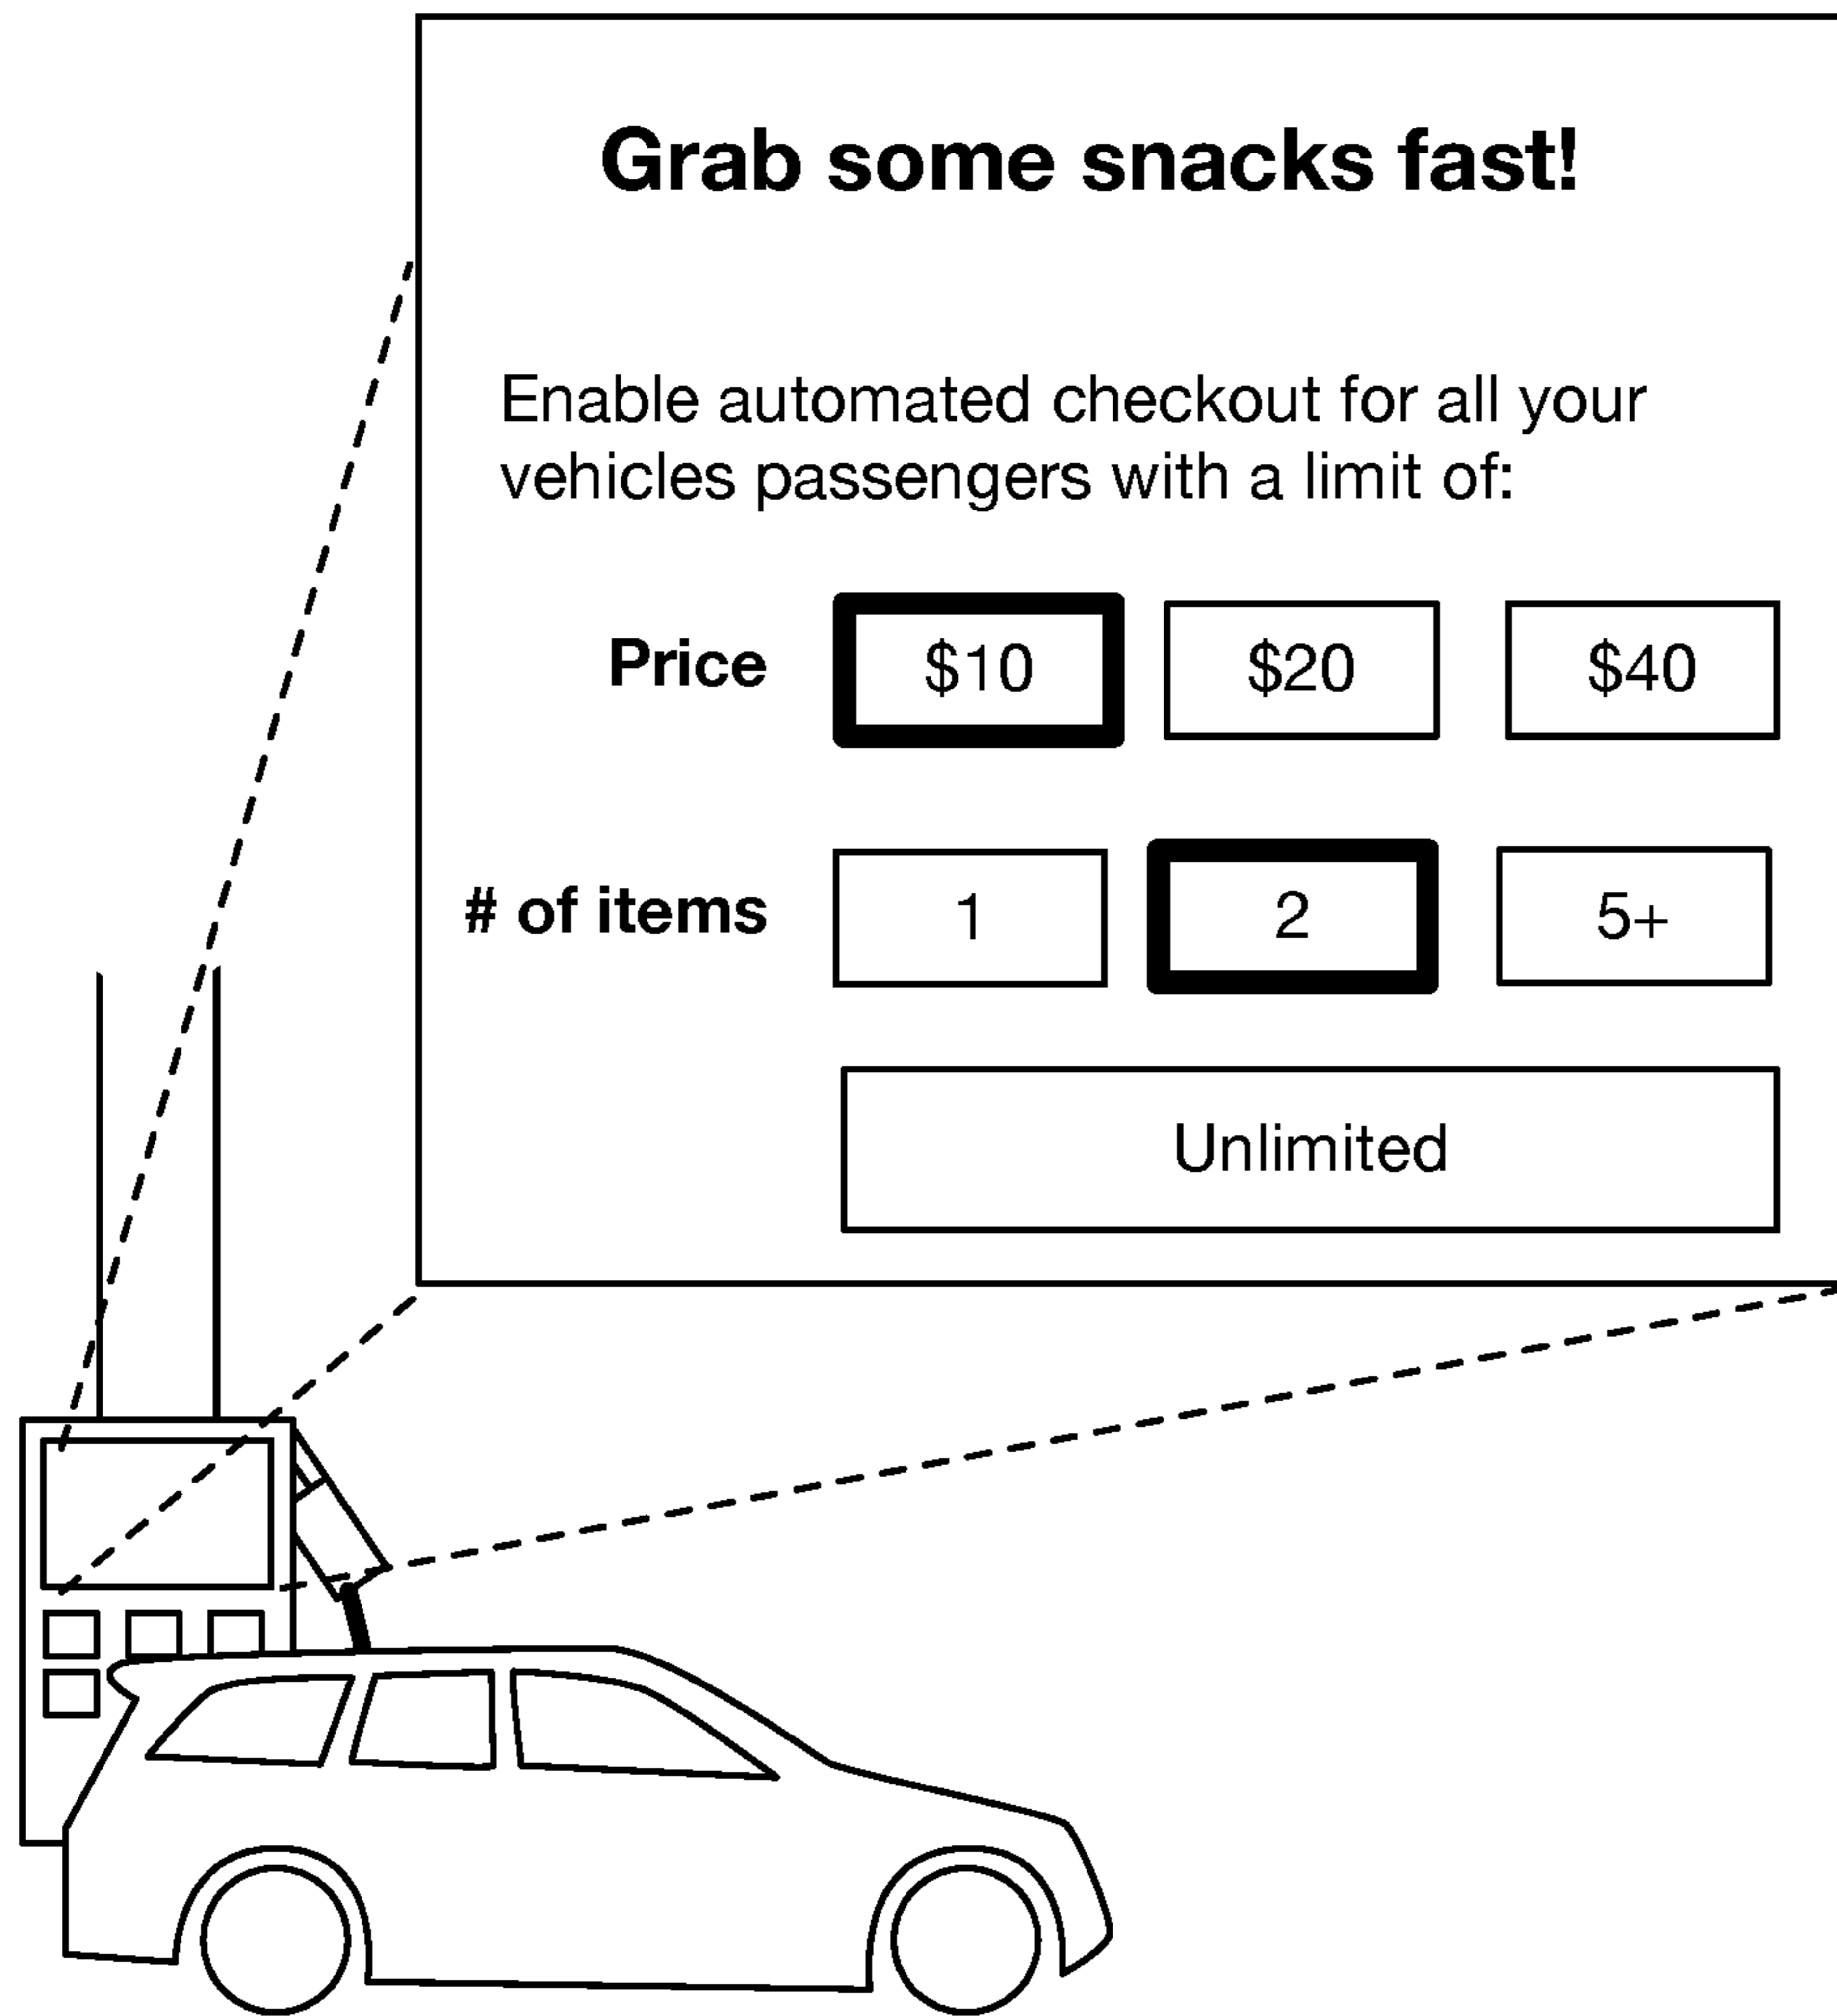 Grab some snacks fast!
Enable automated checkout for all your
vehicles passengers with a limit of:
Price $10 $20 $40
# of items 1 2 5+
Unlimited